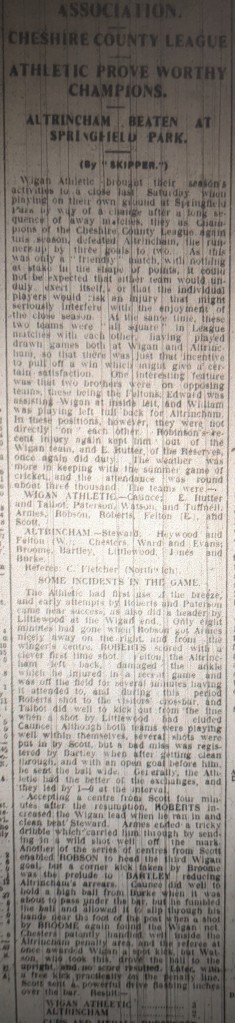 ASSOCIATION.
CHESHIRE COUNTY LEAGUE
ATHLETIC PROVE WORTHY
CHAMPIONS.
ALTRINCHAM BEATEN AT
SPRINGFIELD PARK.
(By "SKIPPER.")
Wigan Athletic brought their season's
activities to a close last Saturday when
playing on their own ground at Springfield
Park by way of a change after a long se-
quence of away matches, they as Cham-
pions of the Cheshire County League again
this season, defeated Altrincham, the run-
ners-up by three goals to two. As this
was only a "friendly" match, with nothing
at stake in the shape of points, it could
not be expected that either team would un-
duly exert itself, or that the individual
players would risk an injury that might
seriously interfere with the enjoyment of
the close season. At the same time, these
two teams were "all square" in League
matches with each other, having played
drawn games both at Wigan and Altrinc-
ham, so that there was just that incentive
to pull off a win which might give a cer-
tain satisfaction. One interesting feature
was that two brothers were on opposing
teams, these being the Feltons, Edward was
assisting Wigan at inside left, and William
was playing left full back for Altrincham.
In these positions, however, they were not
directly "on" each other. Robinson's re-
cent injury again kept him out of the
Wigan team, and E. Rutter, of the Reserves,
once again did duty. The weather was
more in keeping with the summer game of
cricket, and the attendance was round
about three thousand. The teams were—
WIGAN ATHLETIC—Caunce; E. Rutter
and Talbot, Paterson, Watson, and Tuffnell,
Armes, Robson, Roberts, Felton (E.), and
Scott.
ALTRINCHAM—Steward, Heywood and
Felton (W.); Chesters, Ward and Evans;
Broome, Bartley, Littlewood, Jones and
Burke.
Referee: C. Fletcher (Northwich).
SOME INCIDENTS IN THE GAME.
The Athletic had first use of the breeze,
and early attempts by Roberts and Paterson
came near success, as also did a header by
Littlewood at the Wigan end. Only eight
minutes had gone when Robson got Armes
nicely away on the right, and from the
winger's centre, ROBERTS scored with a
clever first time shot. Felton, the Altrinc-
ham left back, damaged the ankle
which he injured in a recent game and
was off the field for several minutes having
it attended to, and during this period
Roberts shot to the visitors' crossbar, and
Talbot did well to kick out from the line
when a shot by Littlewood had eluded
Caunce. Although both teams were playing
well within themselves, several shots were
put in by Scott, but a bad miss was regis-
tered by Bartley when after getting clean
through, and with an open goal before him,
he sent the ball wide. Generally, the Ath-
letic had the better of the exchanges, and
they led by 1—0 at the interval.
Accepting a centre from Scott four min-
utes after the resumption, ROBERTS in-
creased the Wigan lead when he ran in and
clean beat Steward. Armes ended a tricky
dribble which carried him through by send-
ing in a wild shot well off the mark.
Another of the series of centres from Scott
enabled ROBSON to head the third Wigan
goal, but a corner kick taken by Broome
was the prelude to BARTLEY reducing
Altrincham's arrears. Caunce did well to
hold a high ball from Burke when it was
about to pass under the bar, but he fumbled
the ball and allowed it to slip through his
hands near the foot of the post when a shot
by BROOME again found the Wigan net.
Chesters patently handled well inside the
Altrincham penalty area, and the referee at
once awarded Wigan a spot kick, but Wat-
son, who took this, drove the ball to the
upright, and no score resulted. Later, with
a free kick practically on the penalty line,
Scott sent a powerful drive flashing inches
over the bar. Result—
WIGAN ATHLETIC 3
ALTRINCHAM 2